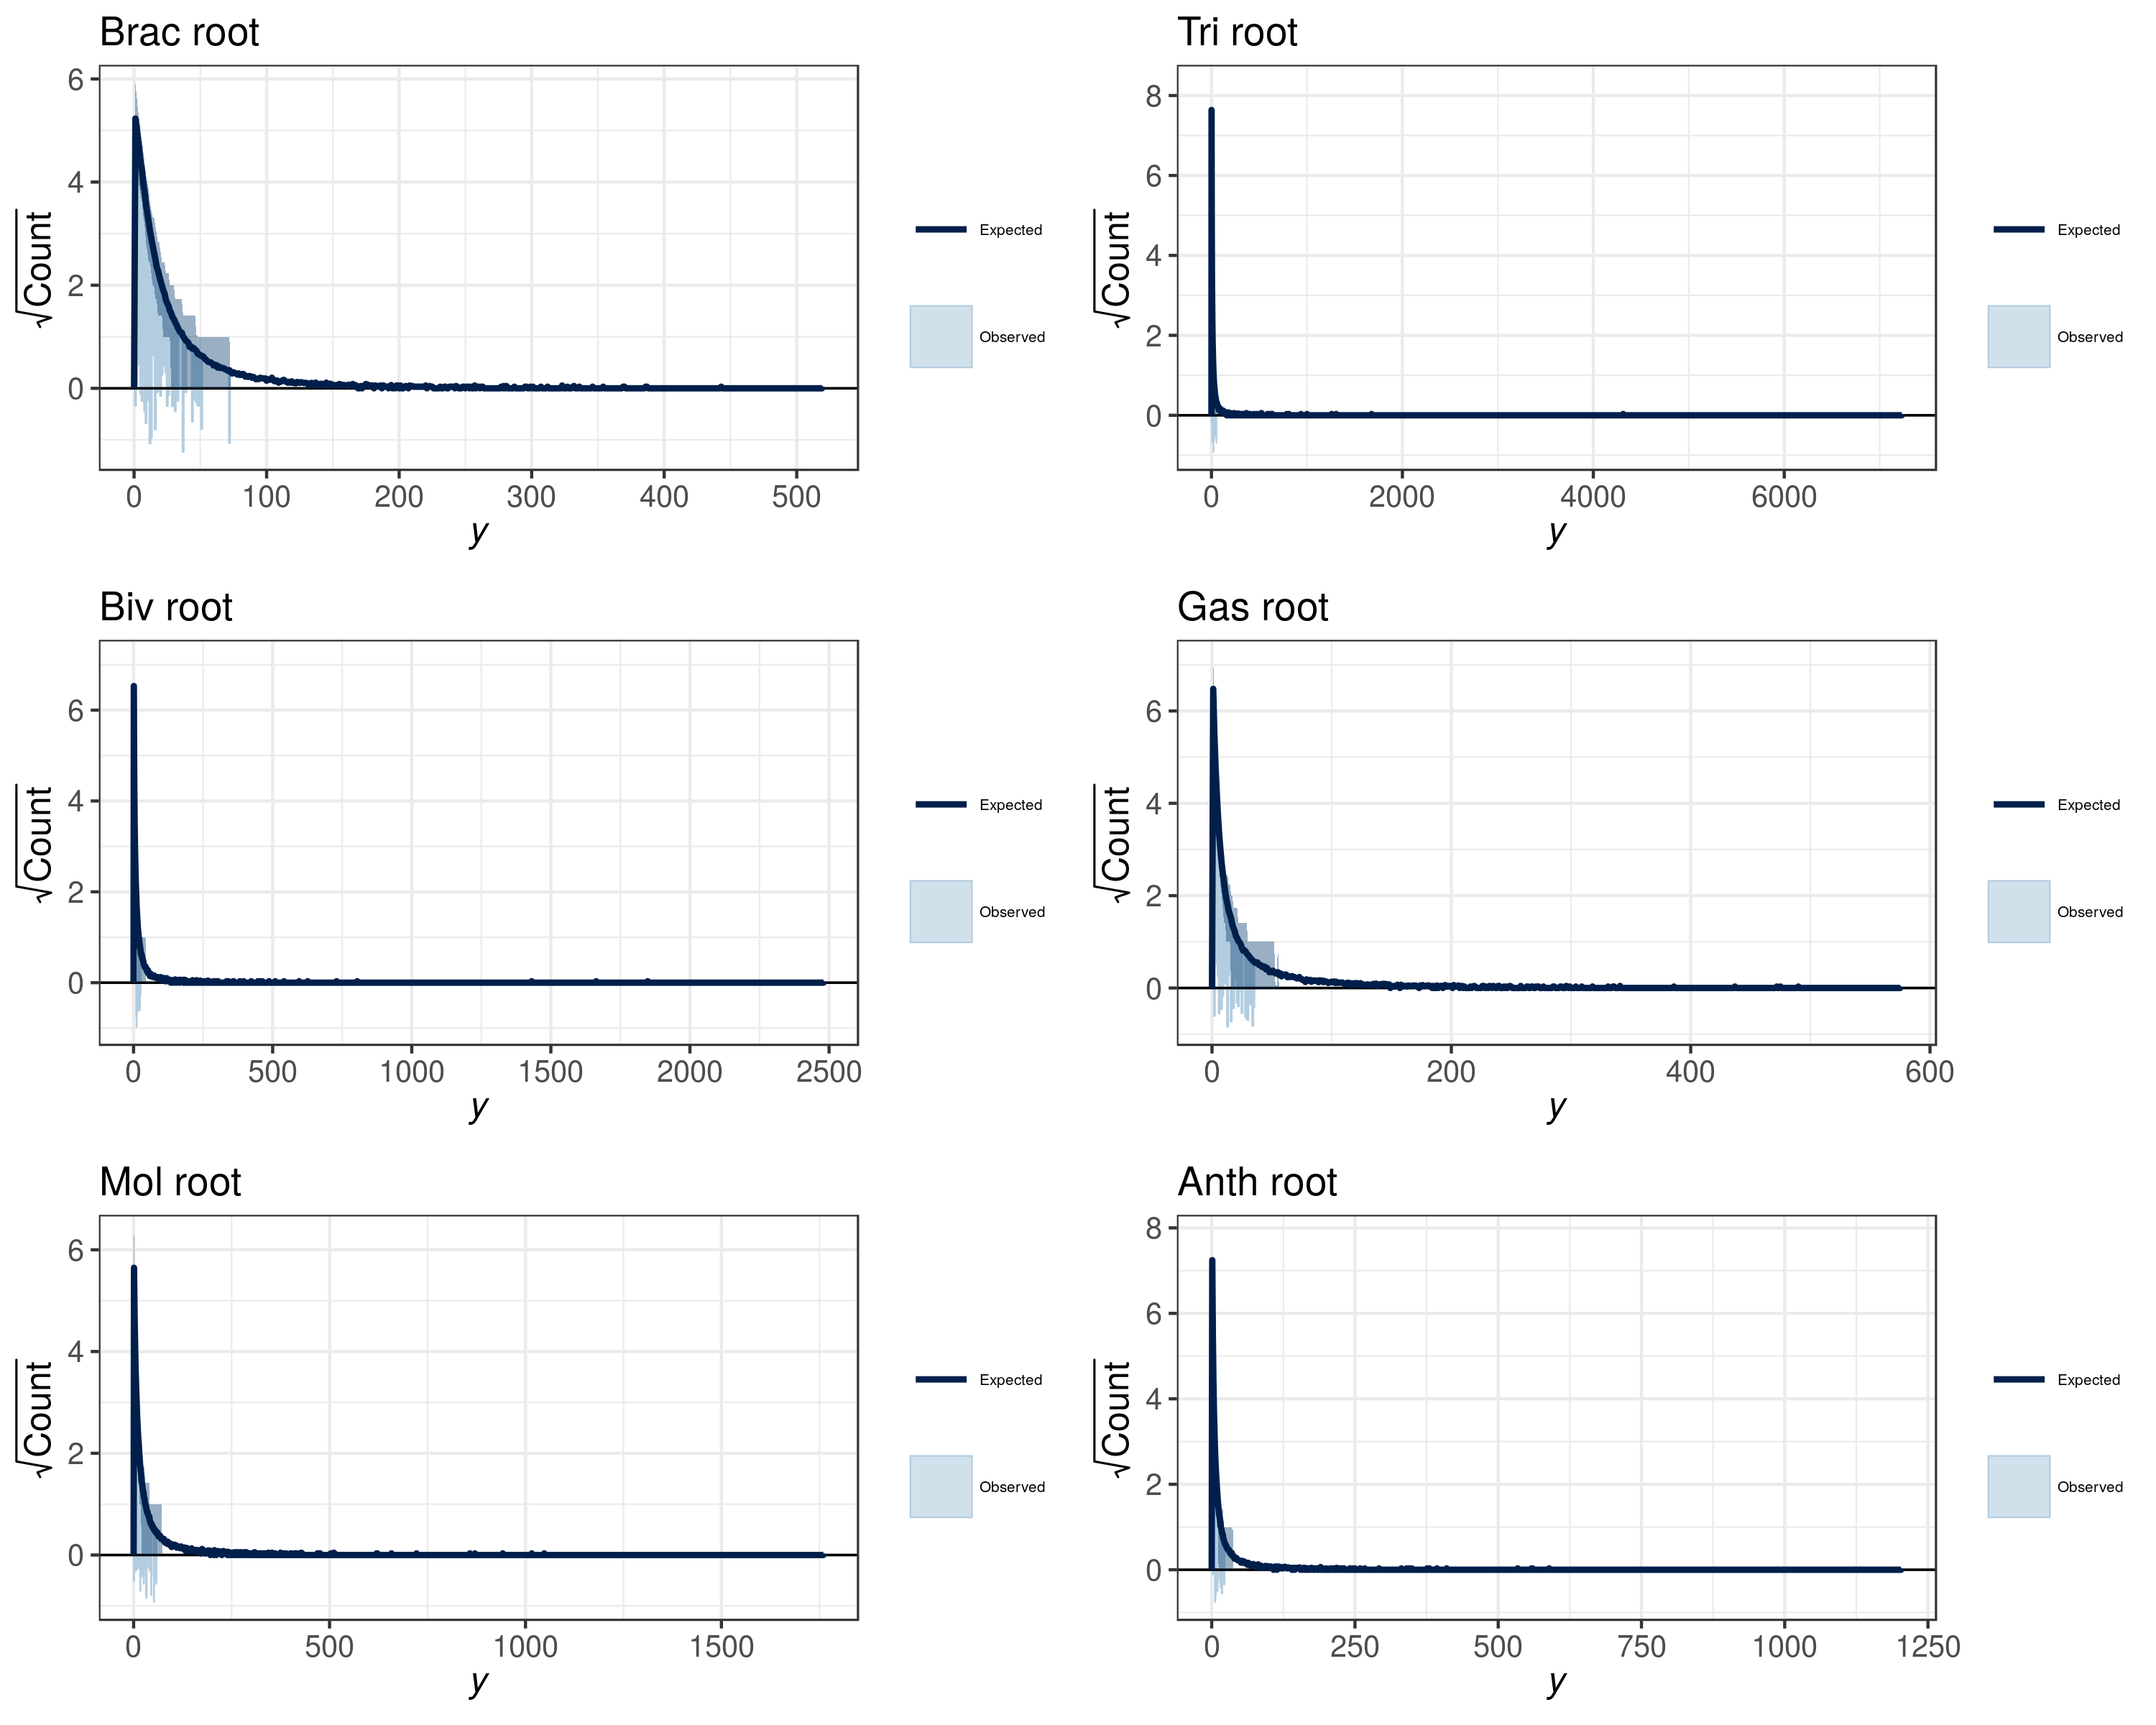 Brac root
6
4
2
0
√Count
0 100 200 300 400 500
y
Expected
Observed
Tri root
8
6
4
2
0
√Count
0 2000 4000 6000
y
Expected
Observed
Biv root
6
4
2
0
√Count
0 500 1000 1500 2000 2500
y
Expected
Observed
Gas root
6
4
2
0
√Count
0 200 400 600
y
Expected
Observed
Mol root
6
4
2
0
√Count
0 500 1000 1500
y
Expected
Observed
Anth root
8
6
4
2
0
√Count
0 250 500 750 1000 1250
y
Expected
Observed